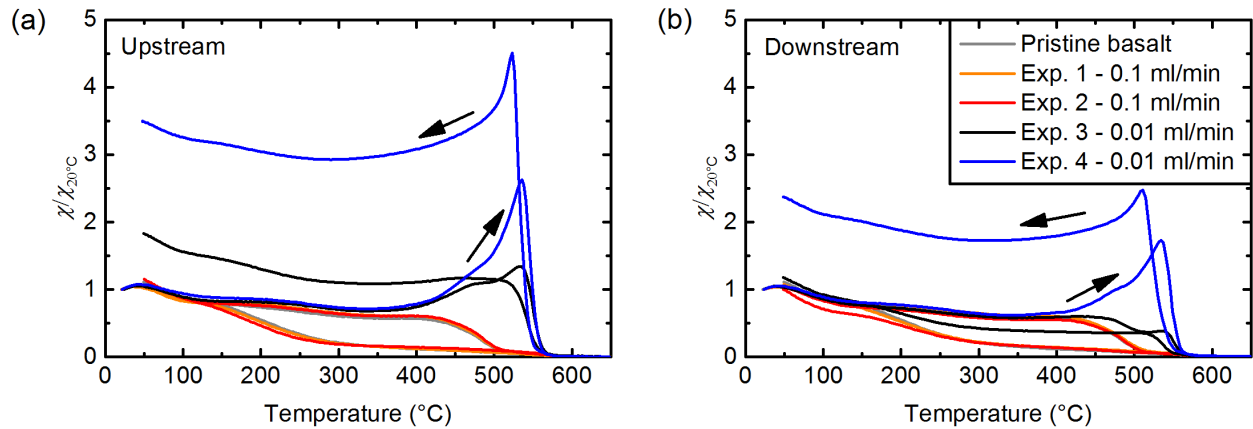 (a)
Upstream
χ/χ20°C
5
4
3
2
1
0
0 100 200 300 400 500 600
Temperature (°C)
(b)
Downstream
Pristine basalt
Exp. 1 - 0.1 ml/min
Exp. 2 - 0.1 ml/min
Exp. 3 - 0.01 ml/min
Exp. 4 - 0.01 ml/min
χ/χ20°C
5
4
3
2
1
0
0 100 200 300 400 500 600
Temperature (°C)